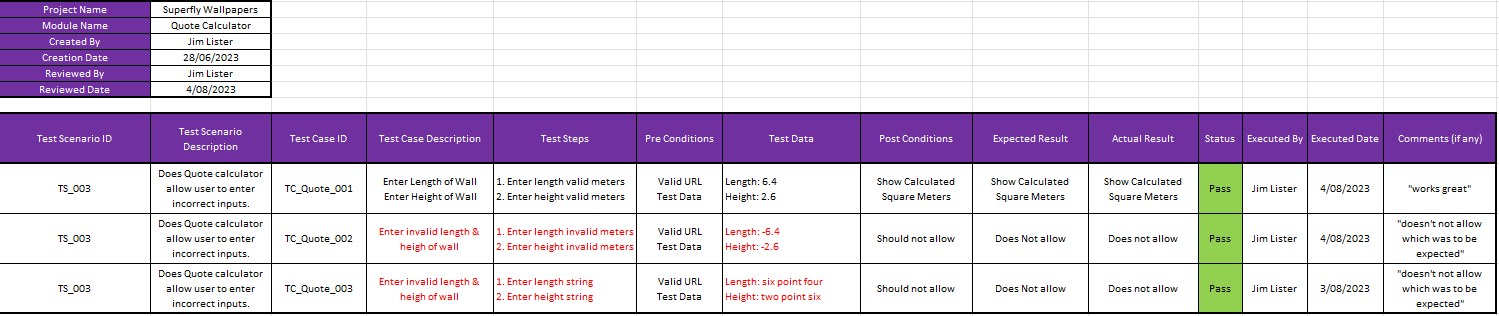 Project Name Superfly Wallpapers
Module Name Quote Calculator
Created By Jim Lister
Creation Date 28/06/2023
Reviewed By Jim Lister
Reviewed Date 4/08/2023
Test Scenario ID
Test Scenario
Description
Test Case ID
Test Case Description
Test Steps
Pre Conditions
Test Data
Post Conditions
Expected Result
Actual Result
Status
Executed By
Executed Date
Comments (if any)
TS_003
Does Quote calculator
allow user to enter
incorrect inputs.
TC_Quote_001
Enter Length of Wall
Enter Height of Wall
1. Enter length valid meters
2. Enter height valid meters
Valid URL
Test Data
Length: 6.4
Height: 2.6
Show Calculated
Square Meters
Show Calculated
Square Meters
Show Calculated
Square Meters
Pass
Jim Lister
4/08/2023
"works great"
TS_003
Does Quote calculator
allow user to enter
incorrect inputs.
TC_Quote_002
Enter invalid length &
heigh of wall
1. Enter length invalid meters
2. Enter height invalid meters
Valid URL
Test Data
Length: -6.4
Height: -2.6
Should not allow
Does Not allow
Does not allow
Pass
Jim Lister
4/08/2023
"doesn't not allow
which was to be
expected"
TS_003
Does Quote calculator
allow user to enter
incorrect inputs.
TC_Quote_003
Enter invalid length &
heigh of wall
1. Enter length string
2. Enter height string
Valid URL
Test Data
Length: six point four
Height: two point six
Should not allow
Does Not allow
Does not allow
Pass
Jim Lister
3/08/2023
"doesn't not allow
which was to be
expected"